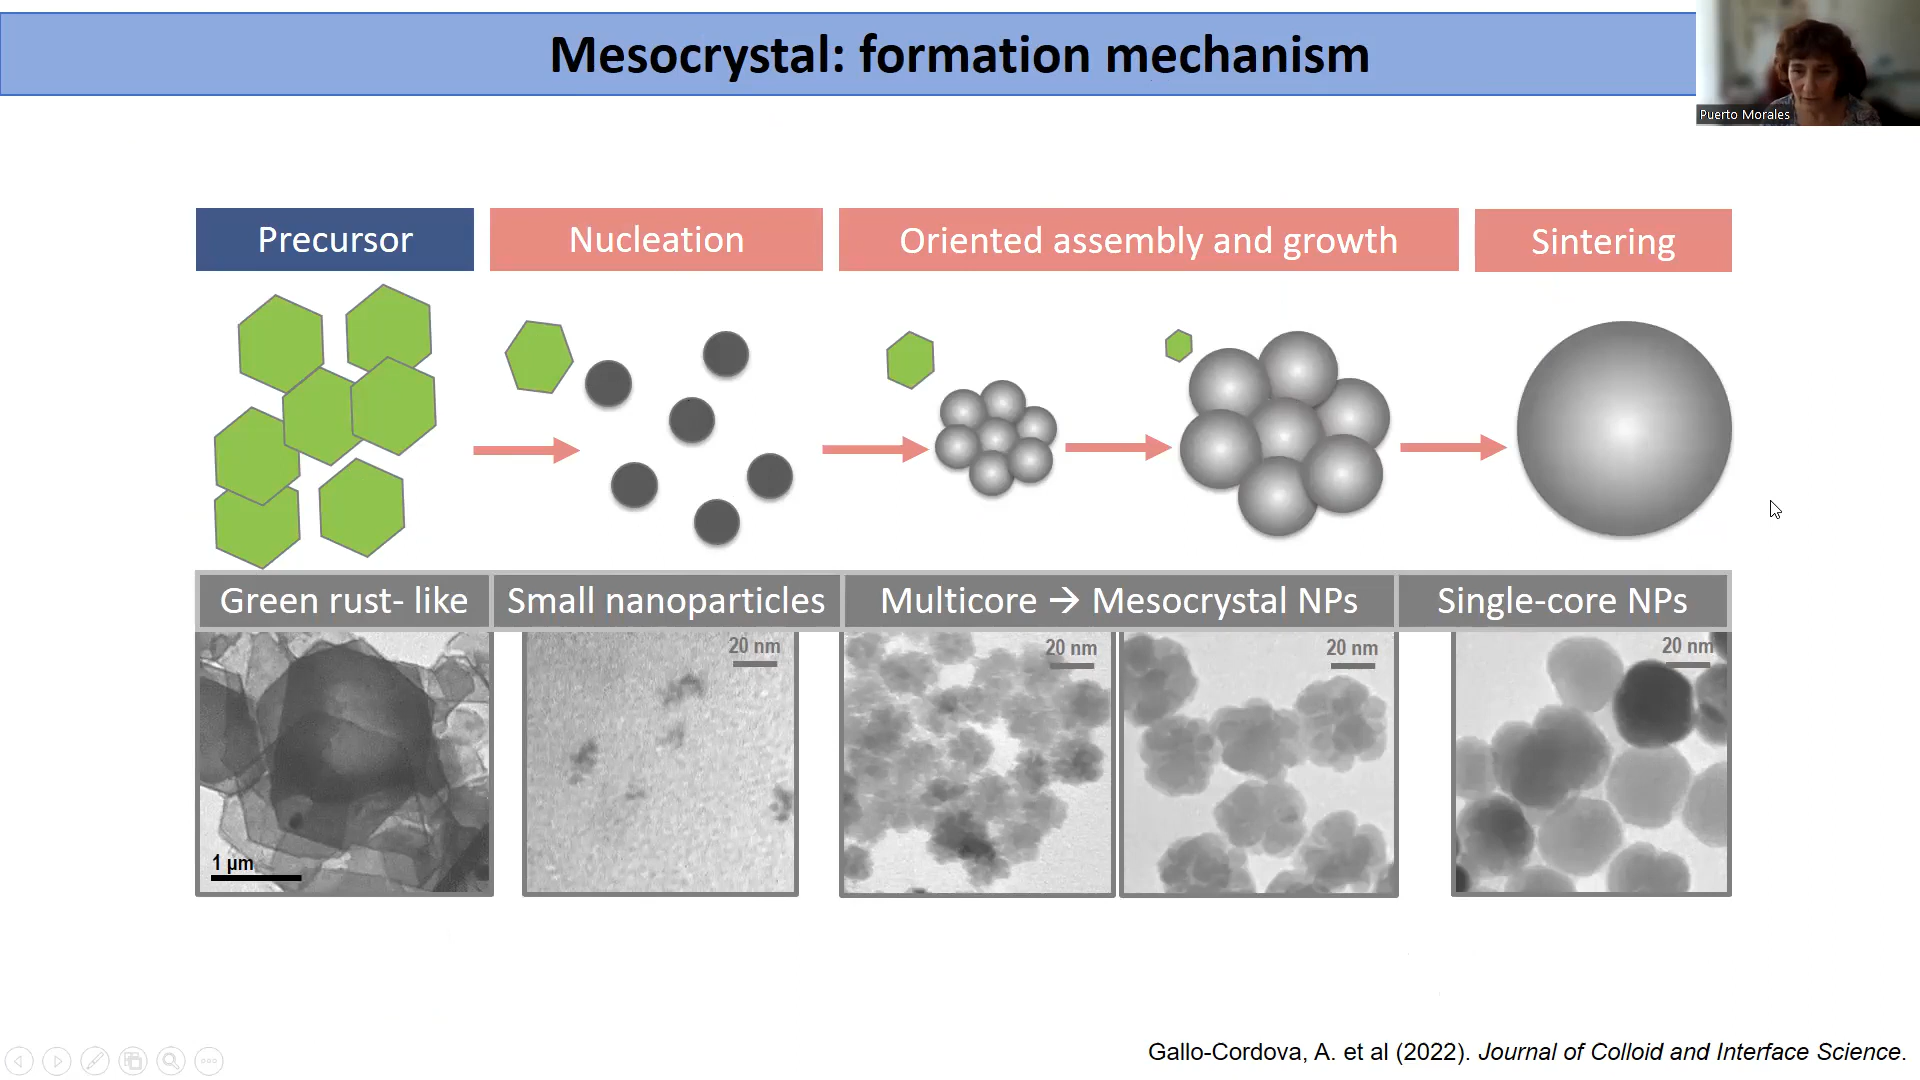 Mesocrystal: formation mechanism
Puerto Morales
Precursor
Nucleation
Oriented assembly and growth
Sintering
Green rust- like
Small nanoparticles
Multicore → Mesocrystal NPs
Single-core NPs
1 µm
20 nm
20 nm
20 nm
20 nm
Gallo-Cordova, A. et al (2022). Journal of Colloid and Interface Science.